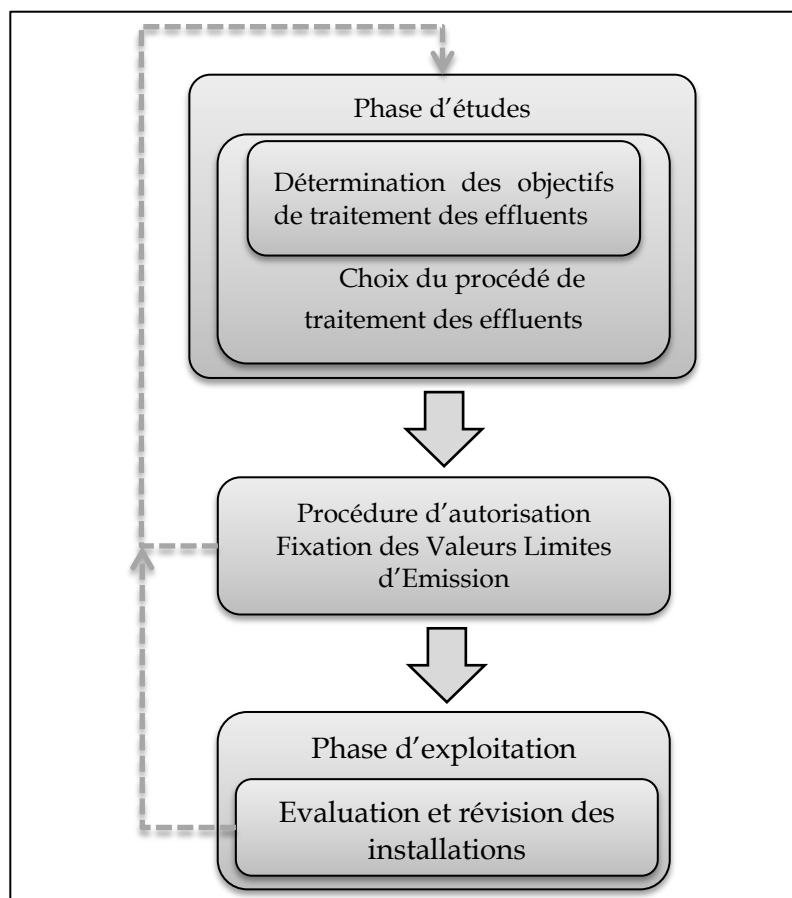 Phase d’études
Détermination des objectifs
de traitement des effluents
Choix du procédé de
traitement des effluents
Procédure d’autorisation
Fixation des Valeurs Limites
d’Emission
Phase d’exploitation
Evaluation et révision des
installations